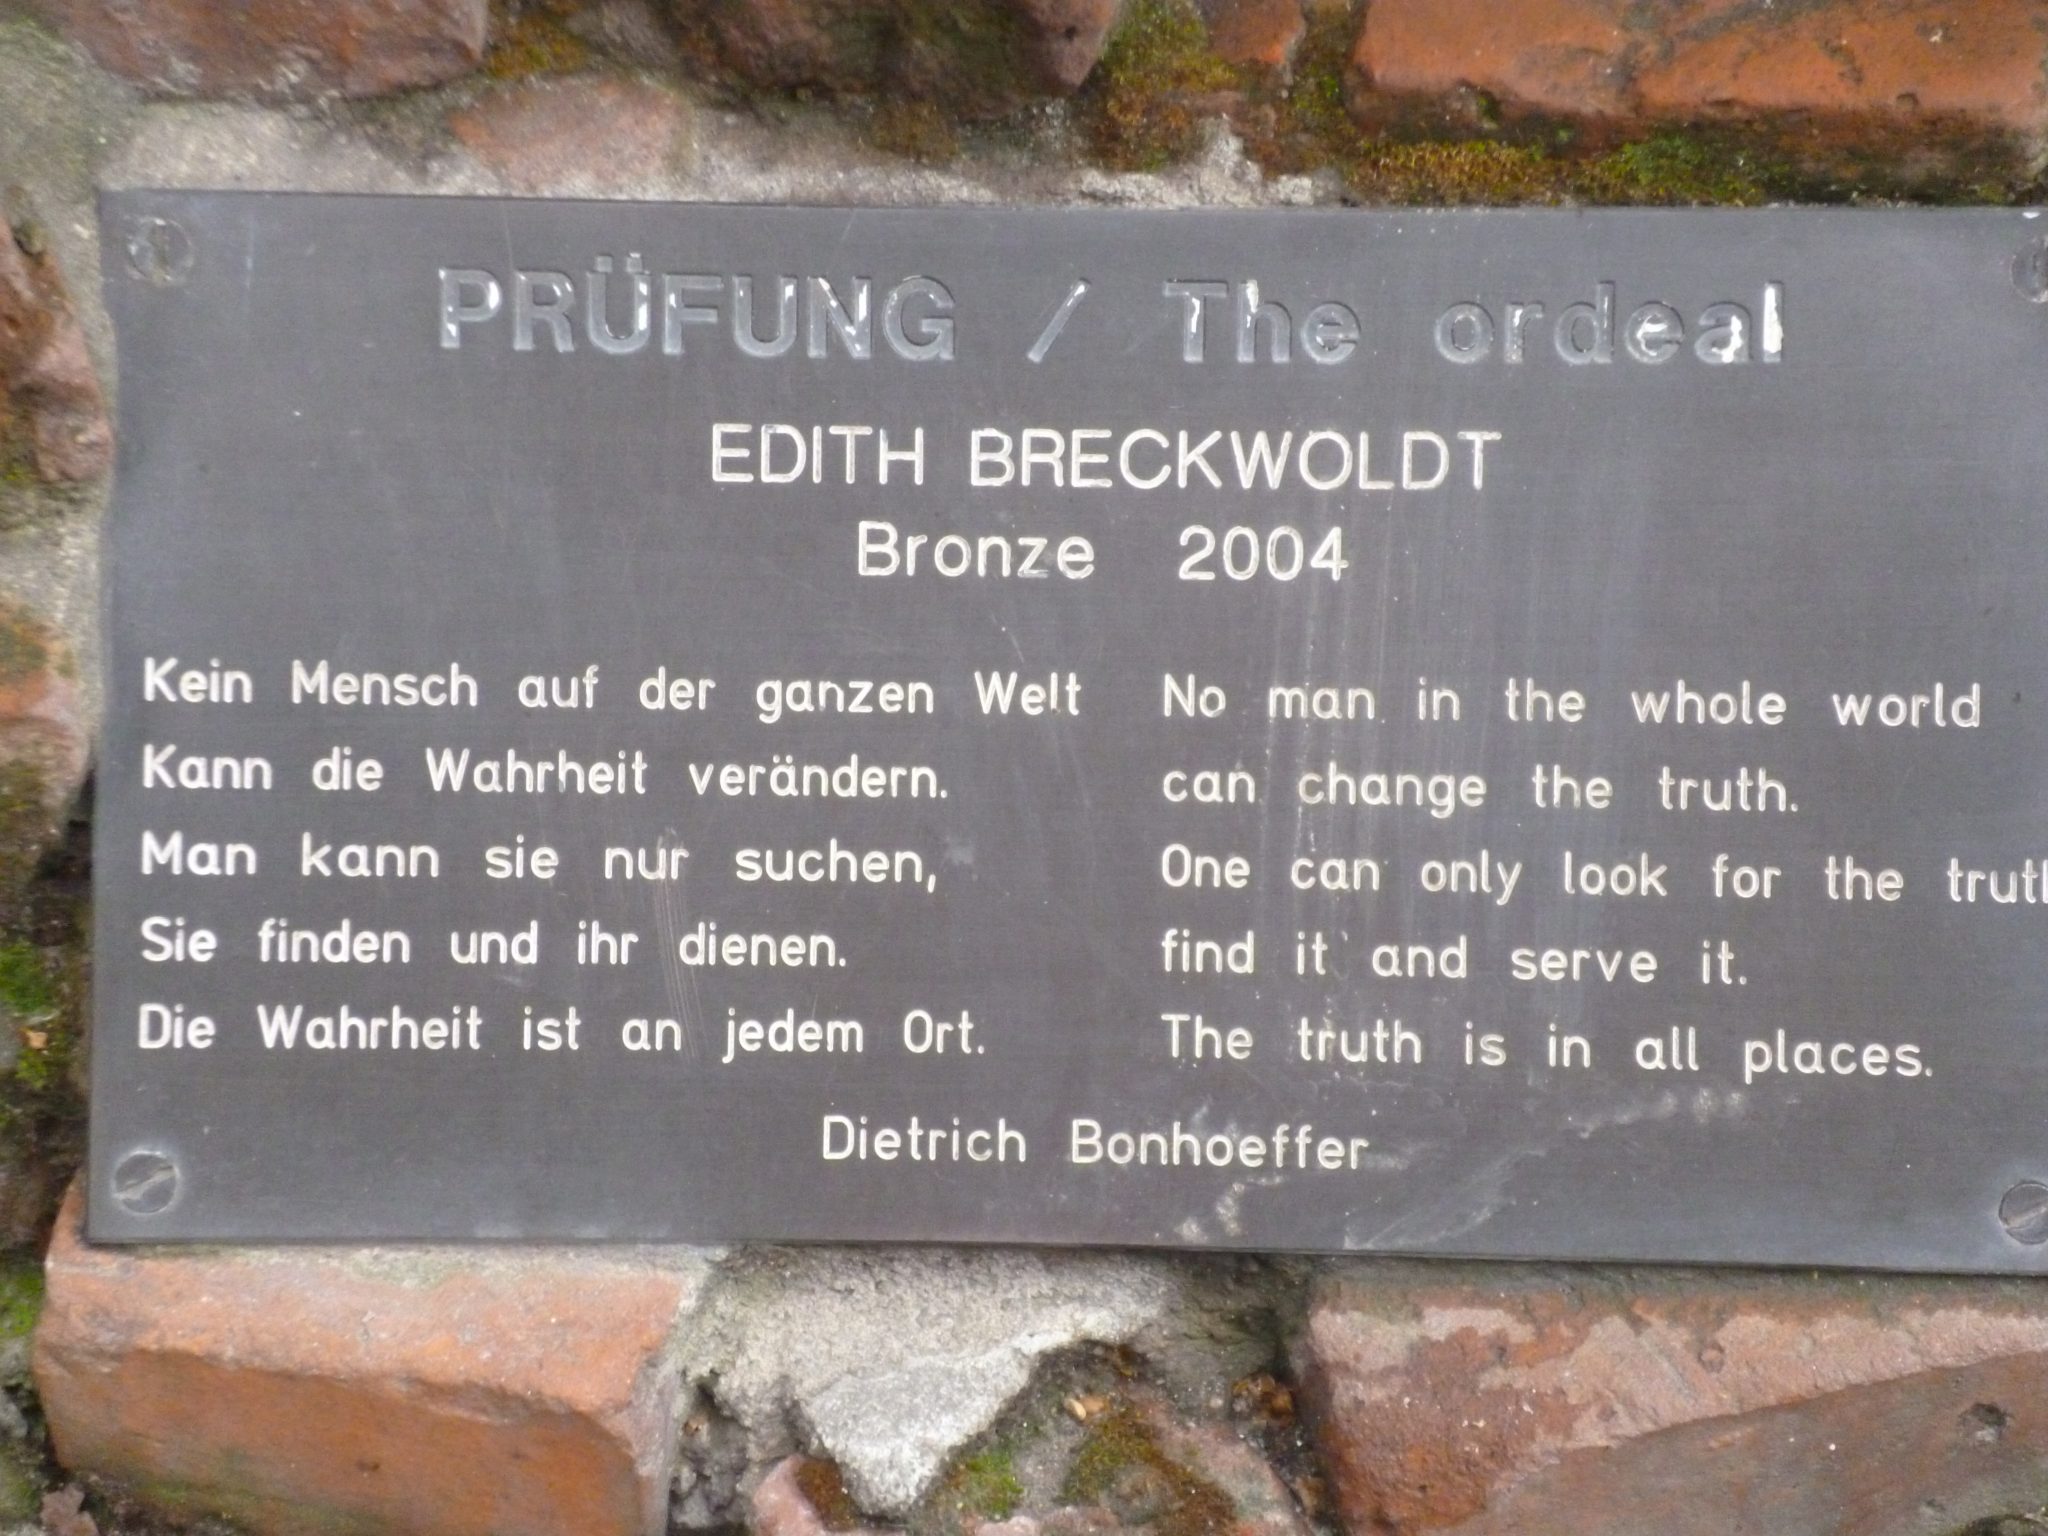 PRÜFUNG / The ordeal
EDITH BRECKWOLDT
Bronze 2004
Kein Mensch auf der ganzen Welt
Kann die Wahrheit verändern.
Man kann sie nur suchen,
Sie finden und ihr dienen.
Die Wahrheit ist an jedem Ort.
No man in the whole world
can change the truth.
One can only look for the truth
find it and serve it.
The truth is in all places.
Dietrich Bonhoeffer